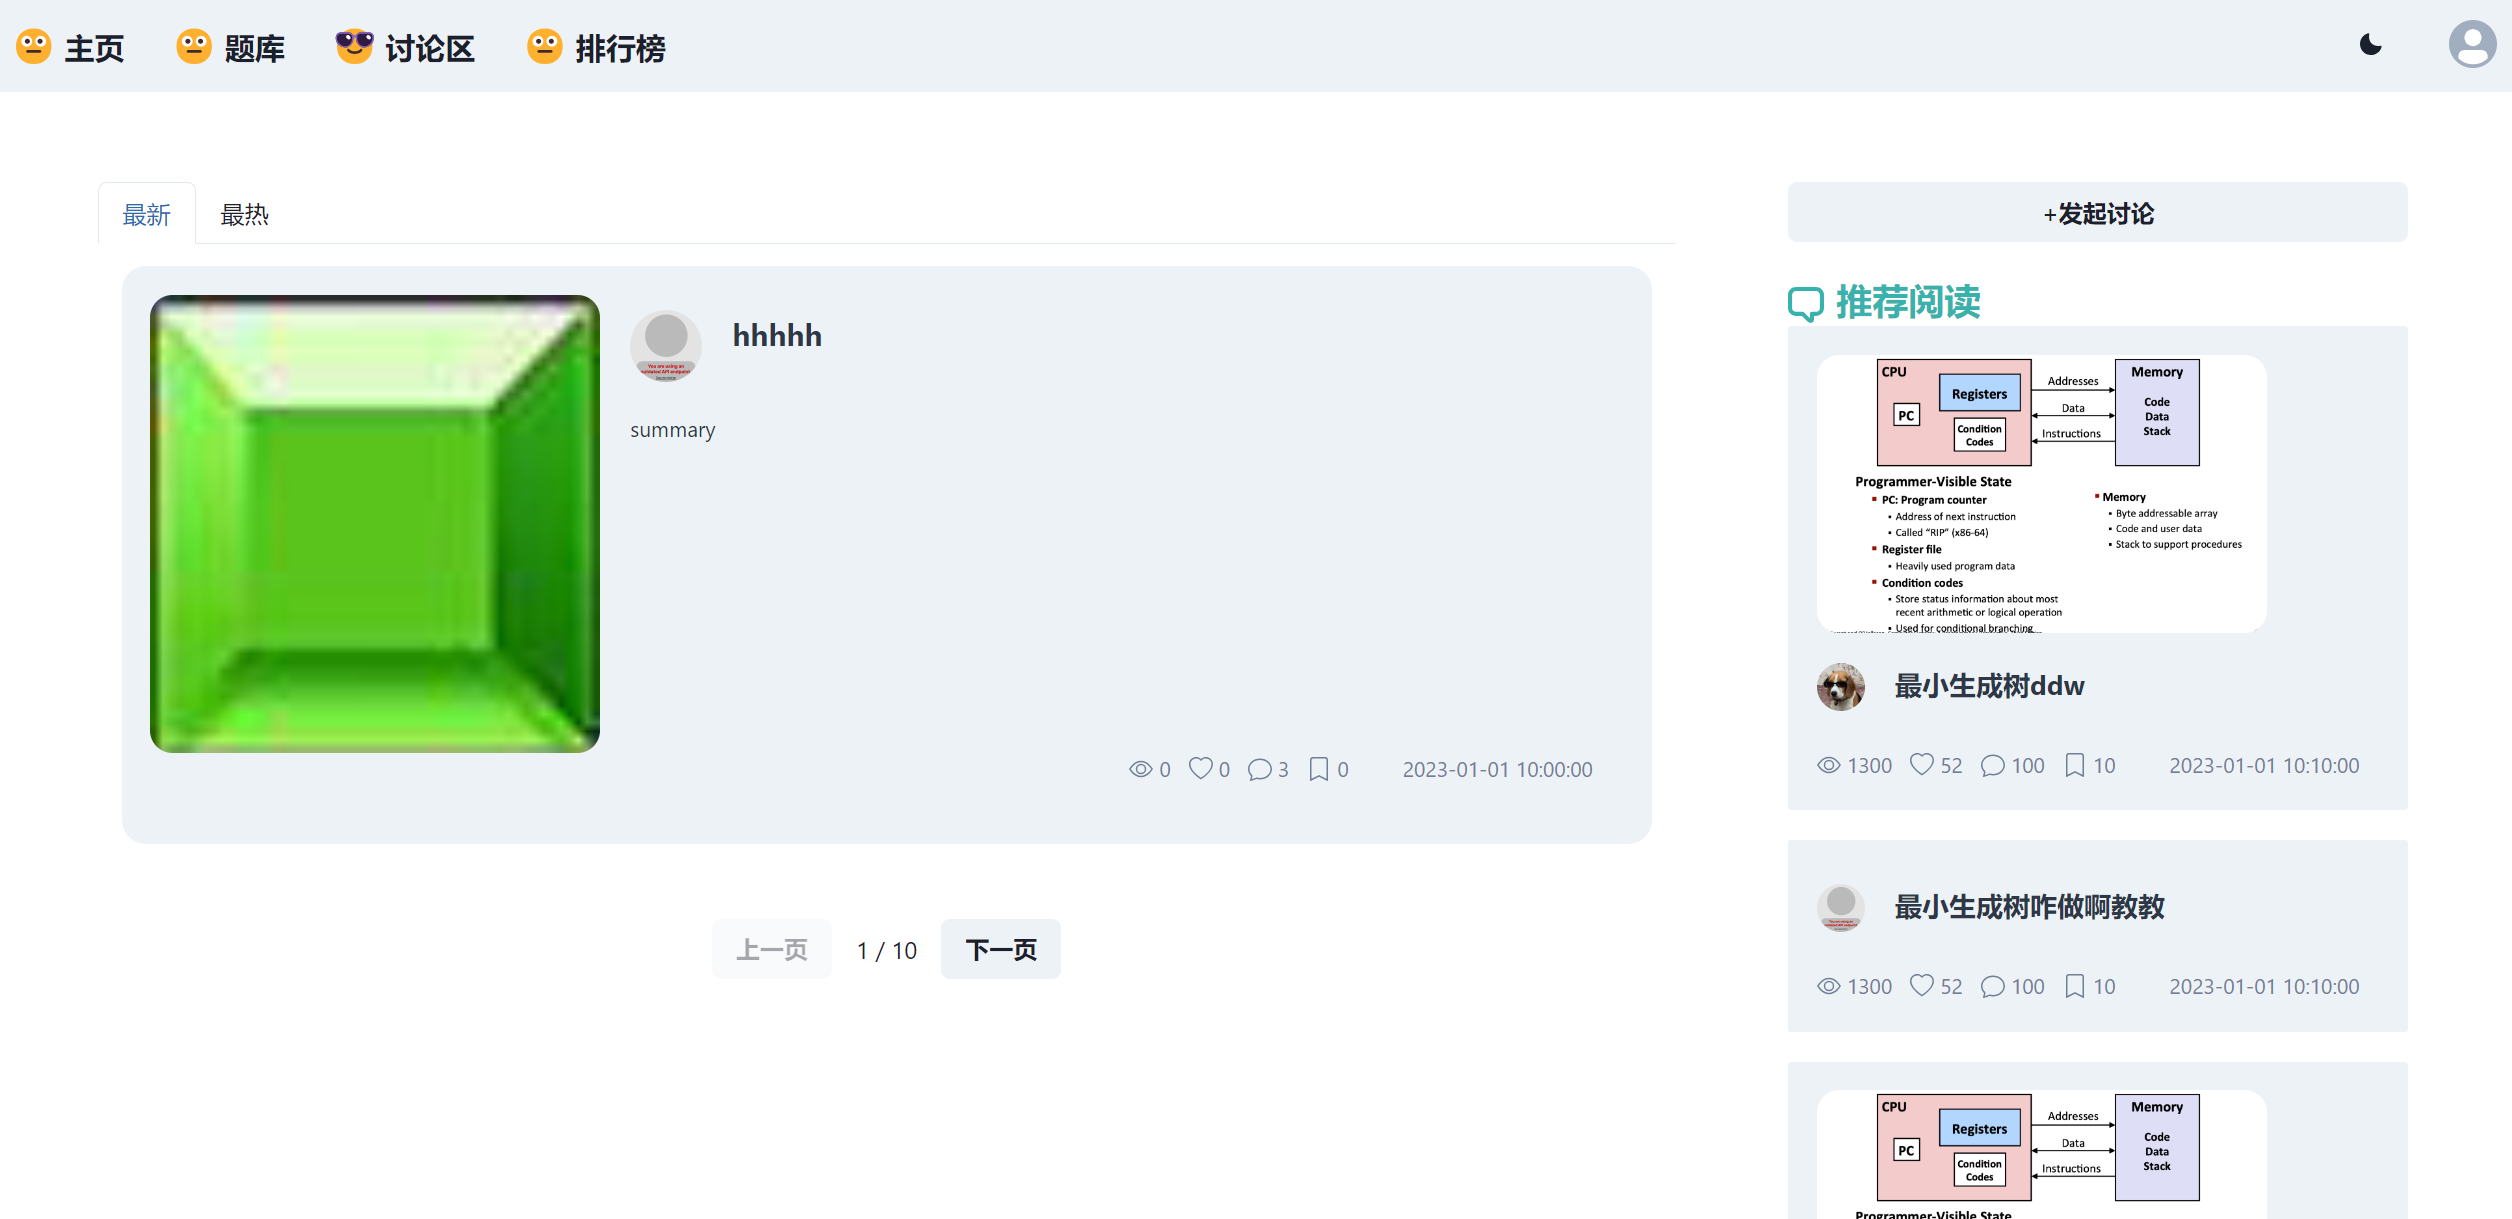 主页 题库 讨论区 排行榜
最新 最热
hhhhh
You are using an
outdated API endpoint
summary
0 0 3 0 2023-01-01 10:00:00
上一页 1 / 10 下一页
+发起讨论
推荐阅读
CPU
Registers
PC
Condition
Codes
Addresses
Data
Instructions
Memory
Code
Data
Stack
Programmer-Visible State
▪ PC: Program counter
▪ Address of next instruction
▪ Called “RIP” (x86-64)
▪ Register file
▪ Heavily used program data
▪ Condition codes
▪ Store status information about most
recent arithmetic or logical operation
▪ Used for conditional branching
▪ Memory
▪ Byte addressable array
▪ Code and user data
▪ Stack to support procedures
最小生成树ddw
1300 52 100 10 2023-01-01 10:10:00
最小生成树咋做啊教教
1300 52 100 10 2023-01-01 10:10:00
CPU
Registers
PC
Condition
Codes
Addresses
Data
Instructions
Memory
Code
Data
Stack
Programmer-Visible State